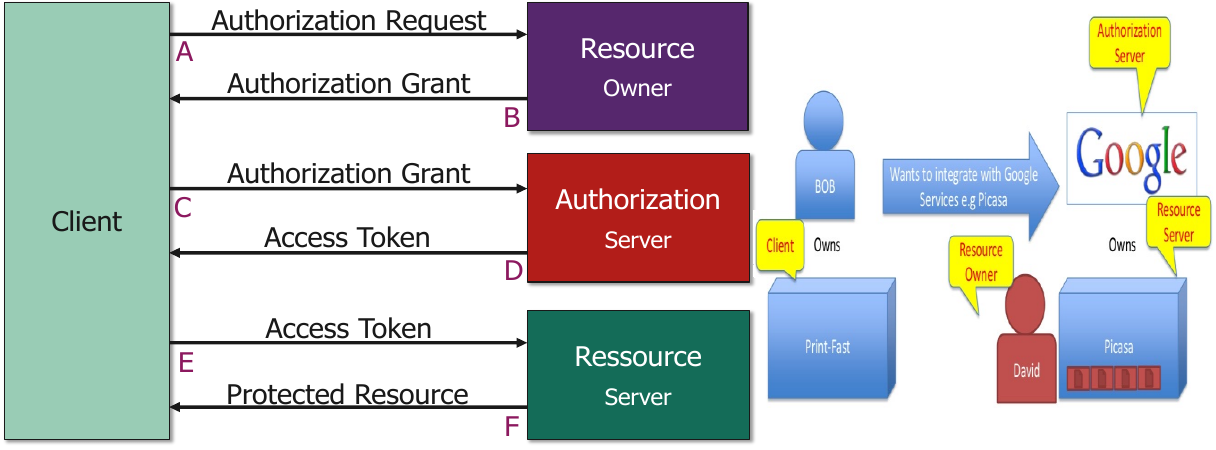 Authorization Request
A
Authorization Grant
B
Resource
Owner
Client
Authorization Grant
C
Authorization
Server
Access Token
D
Access Token
E
Ressource
Server
Protected Resource
F
Authorization
Server
Google
BOB
Wants to integrate with Google
Services e.g Picasa
Resource
Server
Client
Owns
Resource
Owner
Owns
Print-Fast
David
Picasa